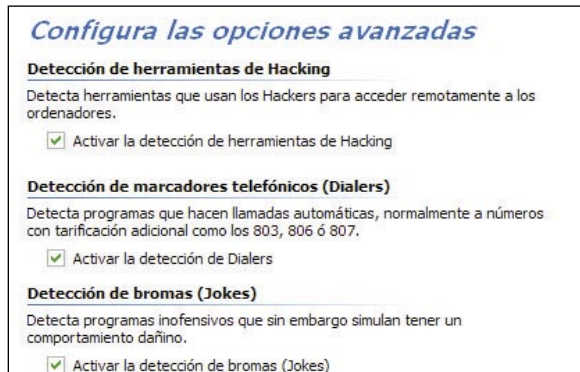 Configura las opciones avanzadas
Detección de herramientas de Hacking
Detecta herramientas que usan los Hackers para acceder remotamente a los
ordenadores.
Activar la detección de herramientas de Hacking
Detección de marcadores telefónicos (Dialers)
Detecta programas que hacen llamadas automáticas, normalmente a números
con tarificación adicional como los 803, 806 ó 807.
Activar la detección de Dialers
Detección de bromas (Jokes)
Detecta programas inofensivos que sin embargo simulan tener un
comportamiento dañino.
Activar la detección de bromas (Jokes)